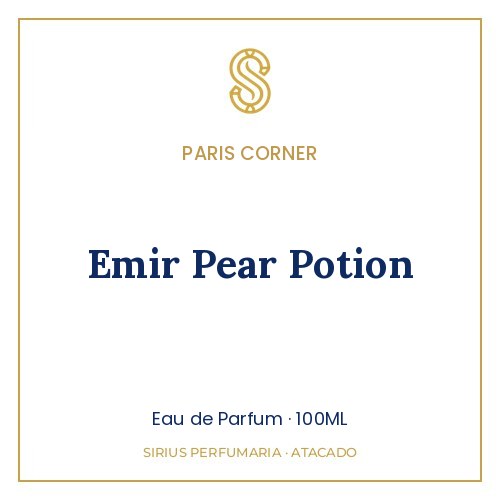 PARIS CORNER
Emir Pear Potion
Eau de Parfum · 100ML
SIRIUS PERFUMARIA · ATACADO